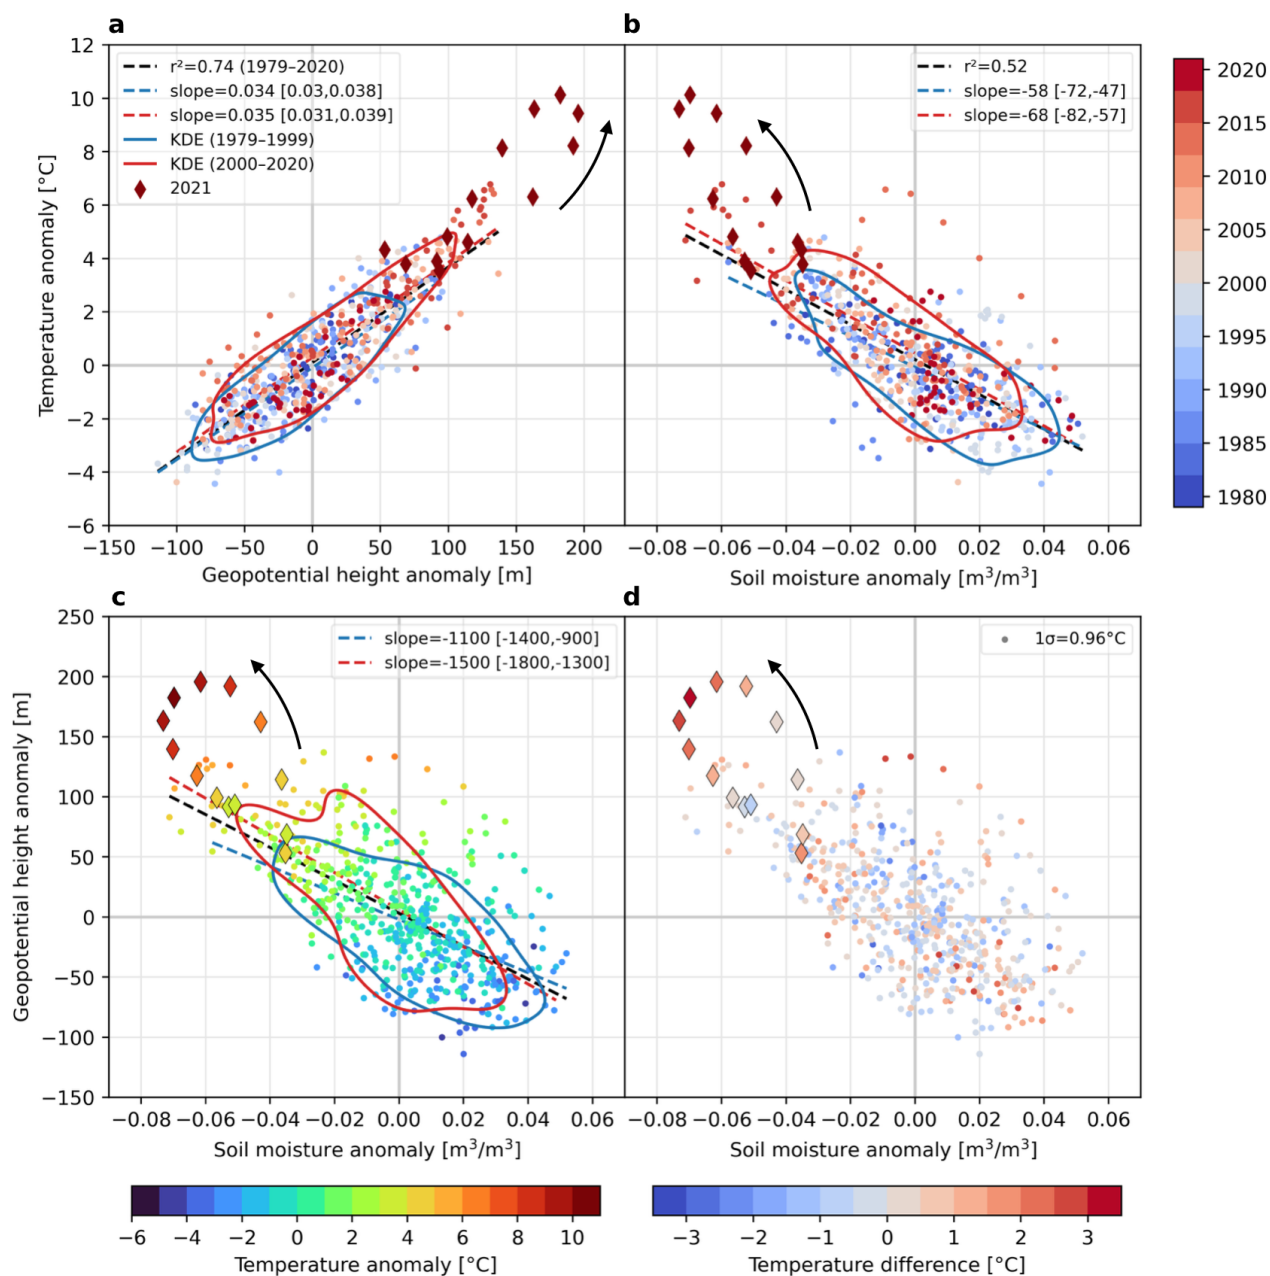 a
b
12
10
8
6
4
2
0
−2
−4
−6
Temperature anomaly [°C]
r²=0.74 (1979–2020)
slope=0.034 [0.03,0.038]
slope=0.035 [0.031,0.039]
KDE (1979–1999)
KDE (2000–2020)
2021
r²=0.52
slope=-58 [-72,-47]
slope=-68 [-82,-57]
2020
2015
2010
2005
2000
1995
1990
1985
1980
−150 −100 −50 0 50 100 150 200
−0.08 −0.06 −0.04 −0.02 0.00 0.02 0.04 0.06
Geopotential height anomaly [m]
Soil moisture anomaly [m³/m³]
c
d
250
200
150
100
50
0
−50
−100
−150
Geopotential height anomaly [m]
slope=-1100 [-1400,-900]
slope=-1500 [-1800,-1300]
1σ=0.96°C
−0.08 −0.06 −0.04 −0.02 0.00 0.02 0.04 0.06
−0.08 −0.06 −0.04 −0.02 0.00 0.02 0.04 0.06
Soil moisture anomaly [m³/m³]
Soil moisture anomaly [m³/m³]
−6 −4 −2 0 2 4 6 8 10
−3 −2 −1 0 1 2 3
Temperature anomaly [°C]
Temperature difference [°C]